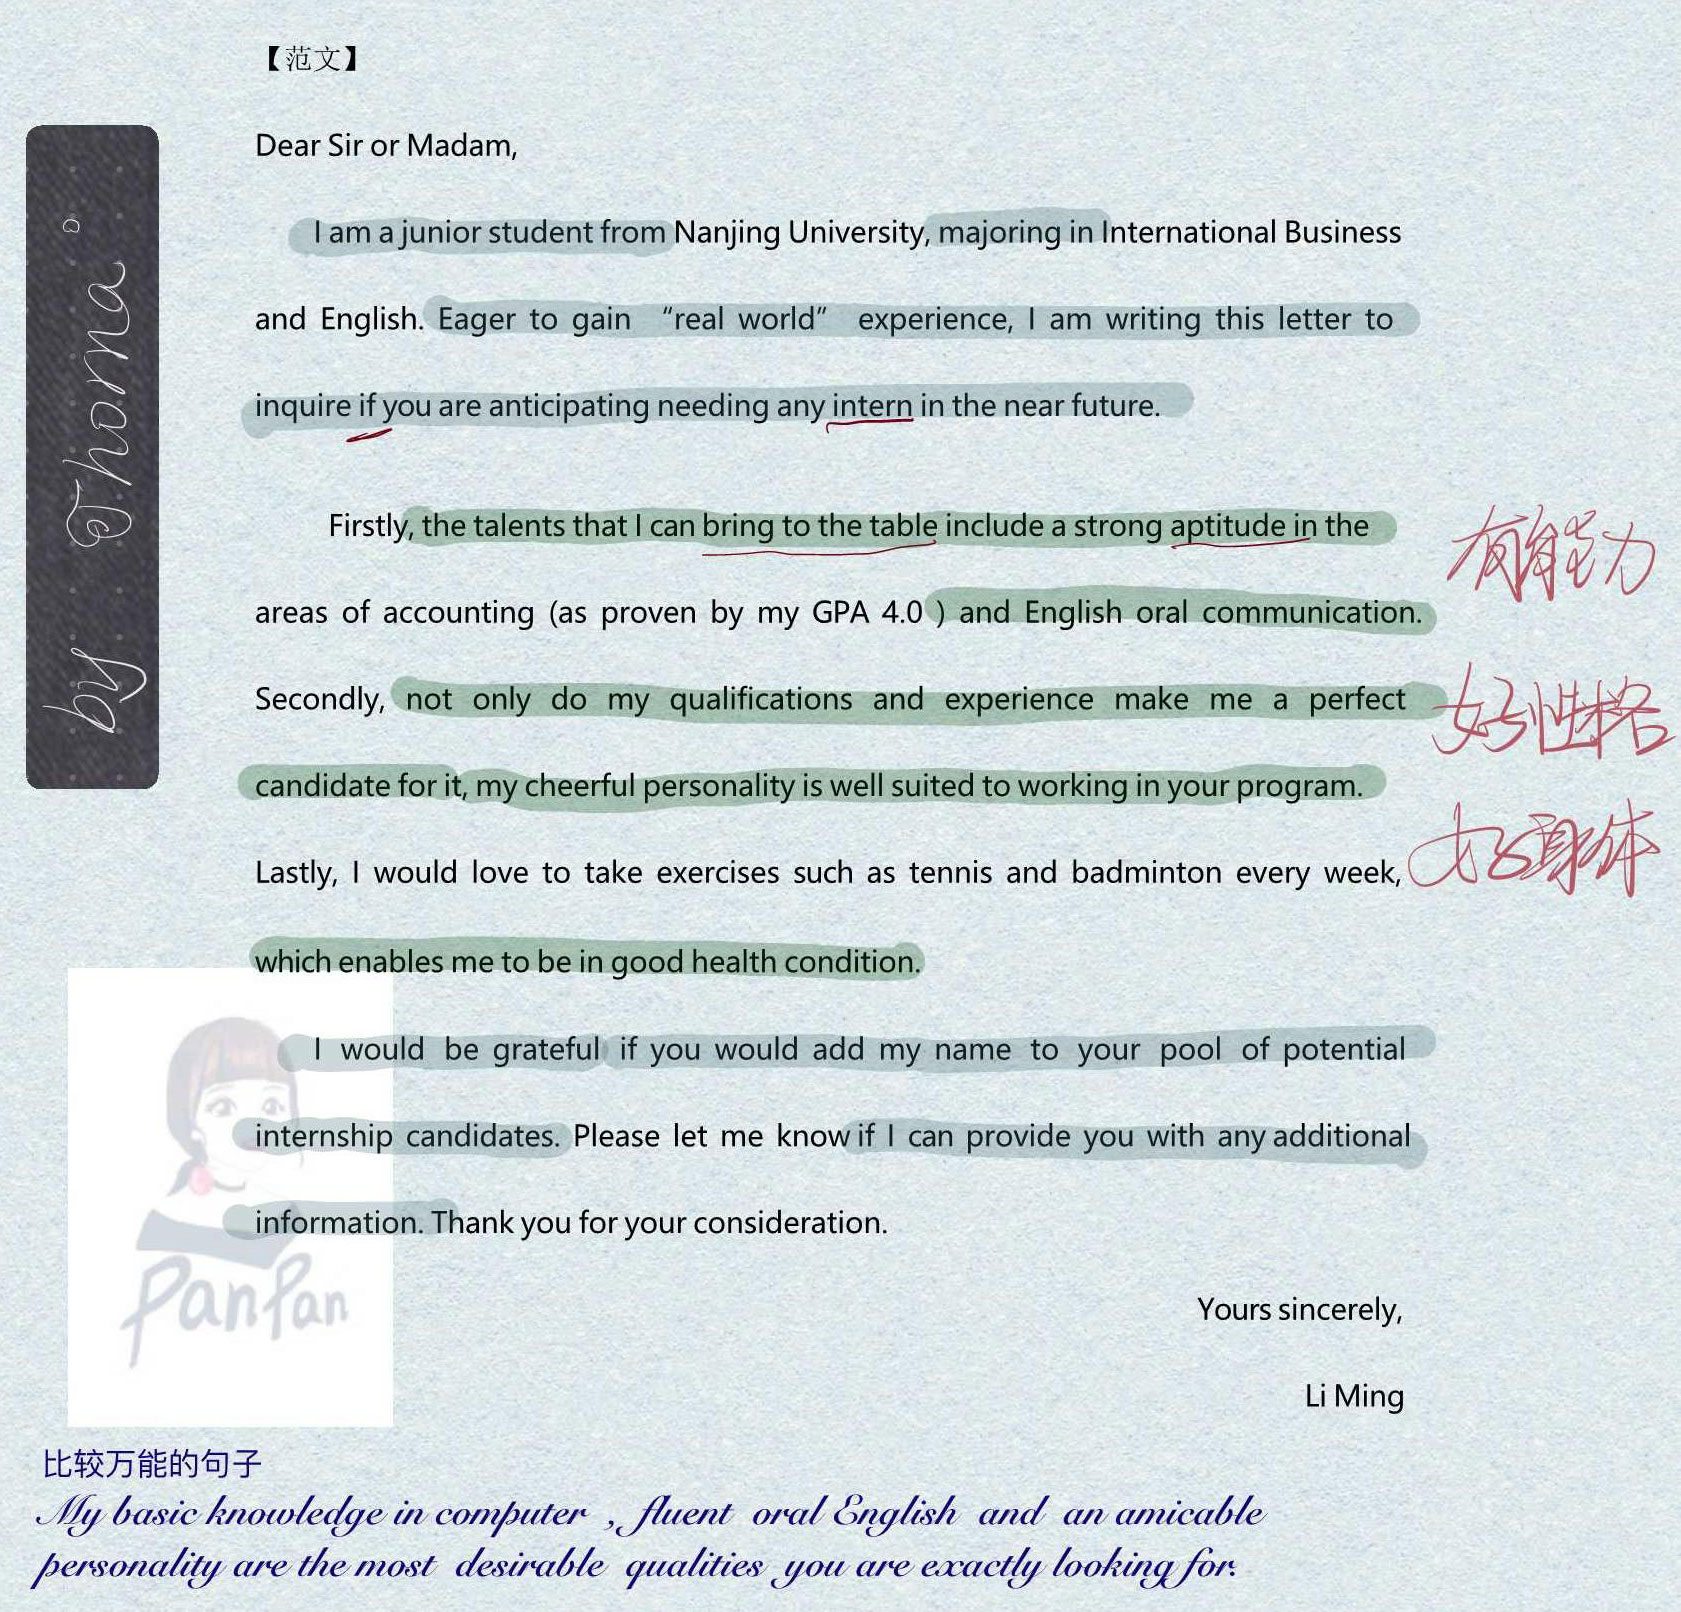 【范文】
Dear Sir or Madam,
I am a junior student from Nanjing University, majoring in International Business
and English. Eager to gain “real world” experience, I am writing this letter to
inquire if you are anticipating needing any intern in the near future.
Firstly, the talents that I can bring to the table include a strong aptitude in the
有能力
areas of accounting (as proven by my GPA 4.0 ) and English oral communication.
Secondly, not only do my qualifications and experience make me a perfect
好性格
candidate for it, my cheerful personality is well suited to working in your program.
Lastly, I would love to take exercises such as tennis and badminton every week,
好身体
which enables me to be in good health condition.
I would be grateful if you would add my name to your pool of potential
internship candidates. Please let me know if I can provide you with any additional
information. Thank you for your consideration.
Yours sincerely,
Li Ming
by Thoma。
PanPan
比较万能的句子
My basic knowledge in computer , fluent oral English and an amicable
personality are the most desirable qualities you are exactly looking for.